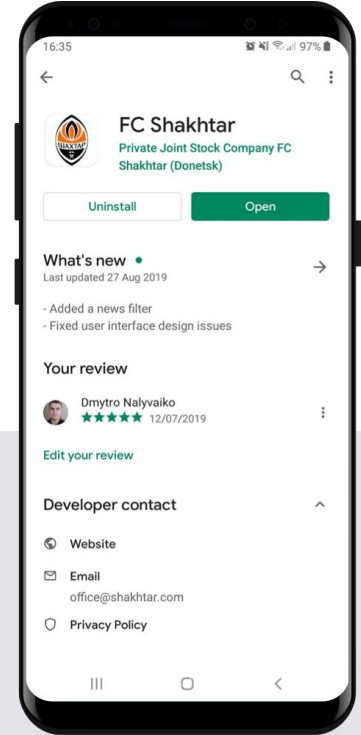 16:35
97%
ШАХТАР
FC Shakhtar
Private Joint Stock Company FC
Shakhtar (Donetsk)
Uninstall
Open
What's new
Last updated 27 Aug 2019
- Added a news filter
- Fixed user interface design issues
Your review
Dmytro Nalyvaiko
12/07/2019
Edit your review
Developer contact
Website
Email
office@shakhtar.com
Privacy Policy